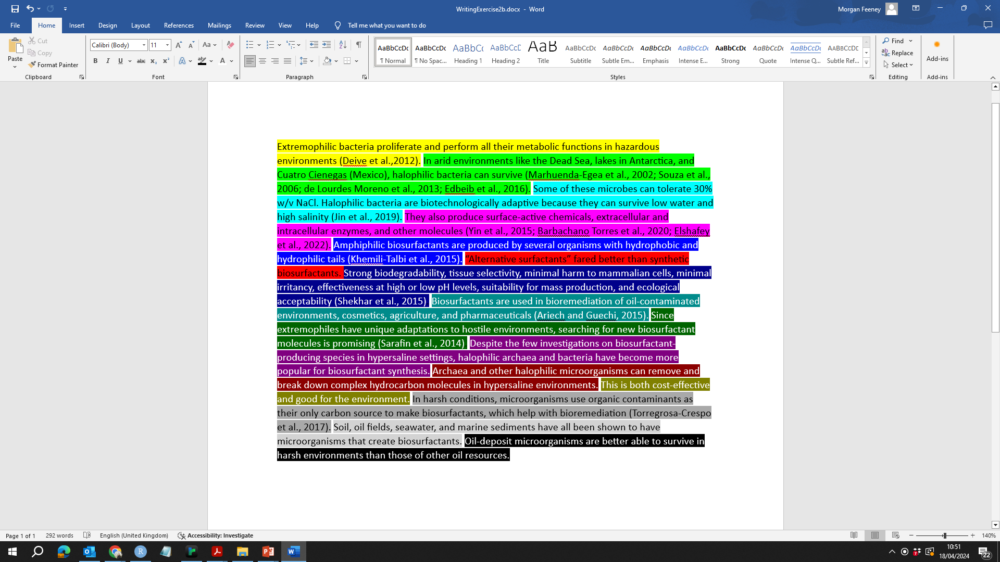 WritingExercise2b.docx - Word
Morgan Feeney
File Home Insert Design Layout References Mailings Review View Help Tell me what you want to do
Paste
Cut
Copy
Format Painter
Clipboard
Calibri (Body) 11
Font
Paragraph
AaBbCcDc ¶ Normal
AaBbCcDc ¶ No Spac...
AaBbCc Heading 1
AaBbCcD Heading 2
AaB Title
AaBbCcDc Subtitle
AaBbCcDc Subtle Em...
AaBbCcDc Emphasis
AaBbCcDc Intense E...
AaBbCcDc Strong
AaBbCcDc Quote
AaBbCcDc Intense Q...
AaBbCcDc Subtle Ref...
Styles
Find
Replace
Select
Editing
Add-ins
Add-ins
Extremophilic bacteria proliferate and perform all their metabolic functions in hazardous
environments (Deive et al.,2012). In arid environments like the Dead Sea, lakes in Antarctica, and
Cuatro Cienegas (Mexico), halophilic bacteria can survive (Marhuenda-Egea et al., 2002; Souza et al.,
2006; de Lourdes Moreno et al., 2013; Edbeib et al., 2016). Some of these microbes can tolerate 30%
w/v NaCl. Halophilic bacteria are biotechnologically adaptive because they can survive low water and
high salinity (Jin et al., 2019). They also produce surface-active chemicals, extracellular and
intracellular enzymes, and other molecules (Yin et al., 2015; Barbachano Torres et al., 2020; Elshafey
et al., 2022). Amphiphilic biosurfactants are produced by several organisms with hydrophobic and
hydrophilic tails (Khemili-Talbi et al., 2015). “Alternative surfactants” fared better than synthetic
biosurfactants. Strong biodegradability, tissue selectivity, minimal harm to mammalian cells, minimal
irritancy, effectiveness at high or low pH levels, suitability for mass production, and ecological
acceptability (Shekhar et al., 2015) Biosurfactants are used in bioremediation of oil-contaminated
environments, cosmetics, agriculture, and pharmaceuticals (Ariech and Guechi, 2015). Since
extremophiles have unique adaptations to hostile environments, searching for new biosurfactant
molecules is promising (Sarafin et al., 2014) Despite the few investigations on biosurfactant-
producing species in hypersaline settings, halophilic archaea and bacteria have become more
popular for biosurfactant synthesis. Archaea and other halophilic microorganisms can remove and
break down complex hydrocarbon molecules in hypersaline environments. This is both cost-effective
and good for the environment. In harsh conditions, microorganisms use organic contaminants as
their only carbon source to make biosurfactants, which help with bioremediation (Torregrosa-Crespo
et al., 2017). Soil, oil fields, seawater, and marine sediments have all been shown to have
microorganisms that create biosurfactants. Oil-deposit microorganisms are better able to survive in
harsh environments than those of other oil resources.
Page 1 of 1 292 words English (United Kingdom) Accessibility: Investigate
140%
10:51
18/04/2024
22